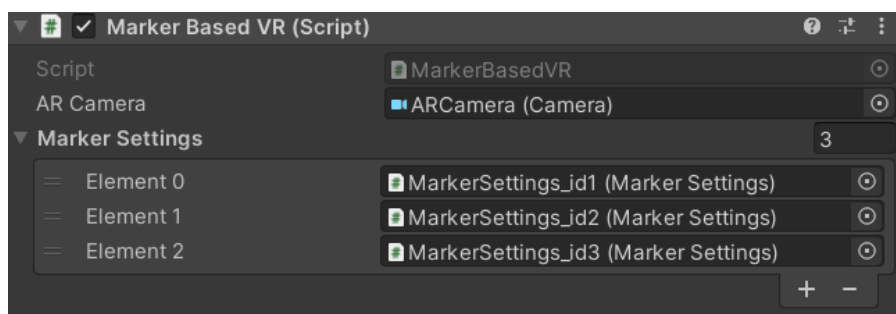 Marker Based VR (Script)
Script MarkerBasedVR
AR Camera ARCamera (Camera)
Marker Settings 3
Element 0 MarkerSettings_id1 (Marker Settings)
Element 1 MarkerSettings_id2 (Marker Settings)
Element 2 MarkerSettings_id3 (Marker Settings)